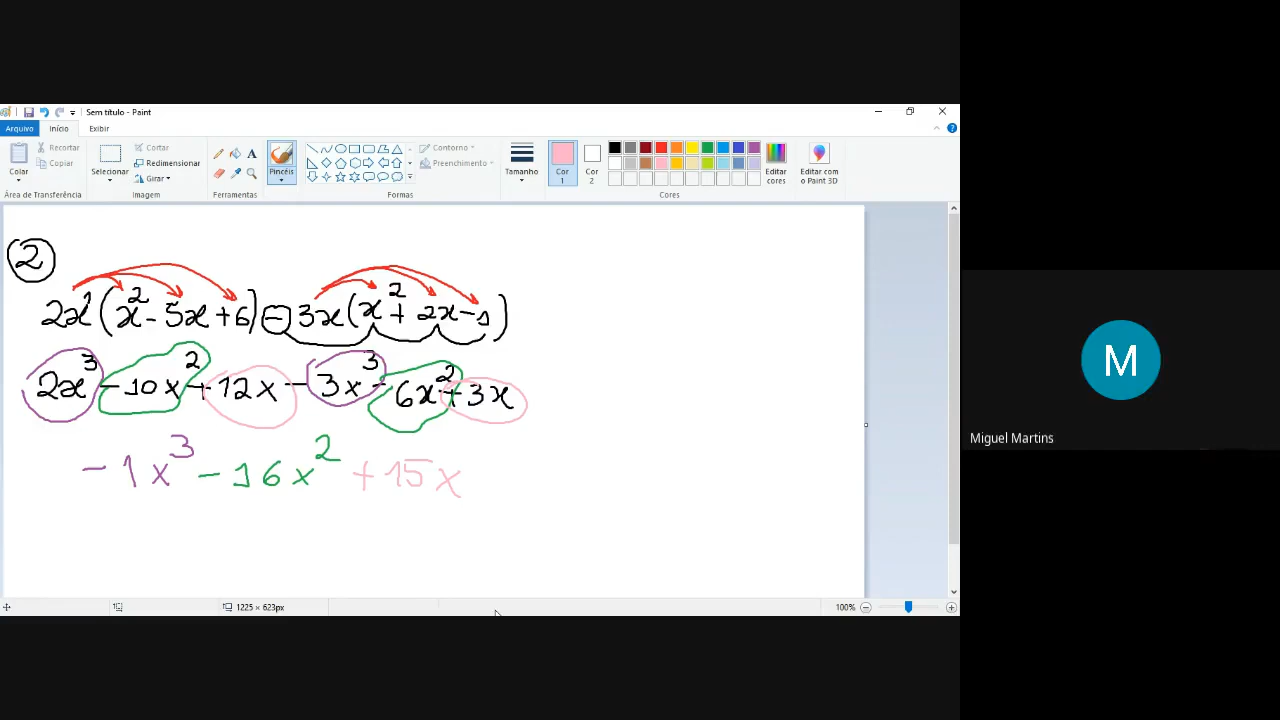 Sem título - Paint
Arquivo Início Exibir
Colar
Recortar
Copiar
Área de Transferência
Selecionar
Cortar
Redimensionar
Girar
Imagem
A
Ferramentas
Pincéis
Contorno
Preenchimento
Formas
Tamanho
Cor 1
Cor 2
Editar cores
Cores
Editar com o Paint 3D
2
2x¹(x² - 5x + 6) - 3x(x² + 2x - 1)
2x³ - 10x² + 12x - 3x³ - 6x² + 3x
- 1x³ - 16x² + 15x
1225 × 623px
100%
M
Miguel Martins